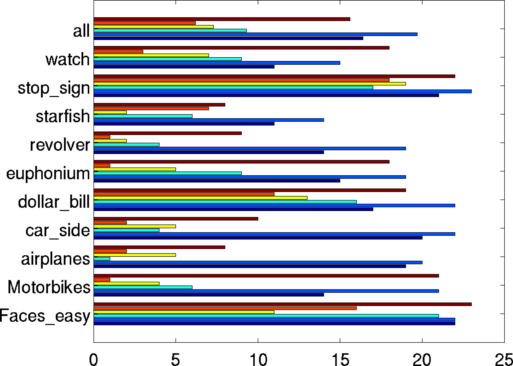 all
watch
stop_sign
starfish
revolver
euphonium
dollar_bill
car_side
airplanes
Motorbikes
Faces_easy
0 5 10 15 20 25